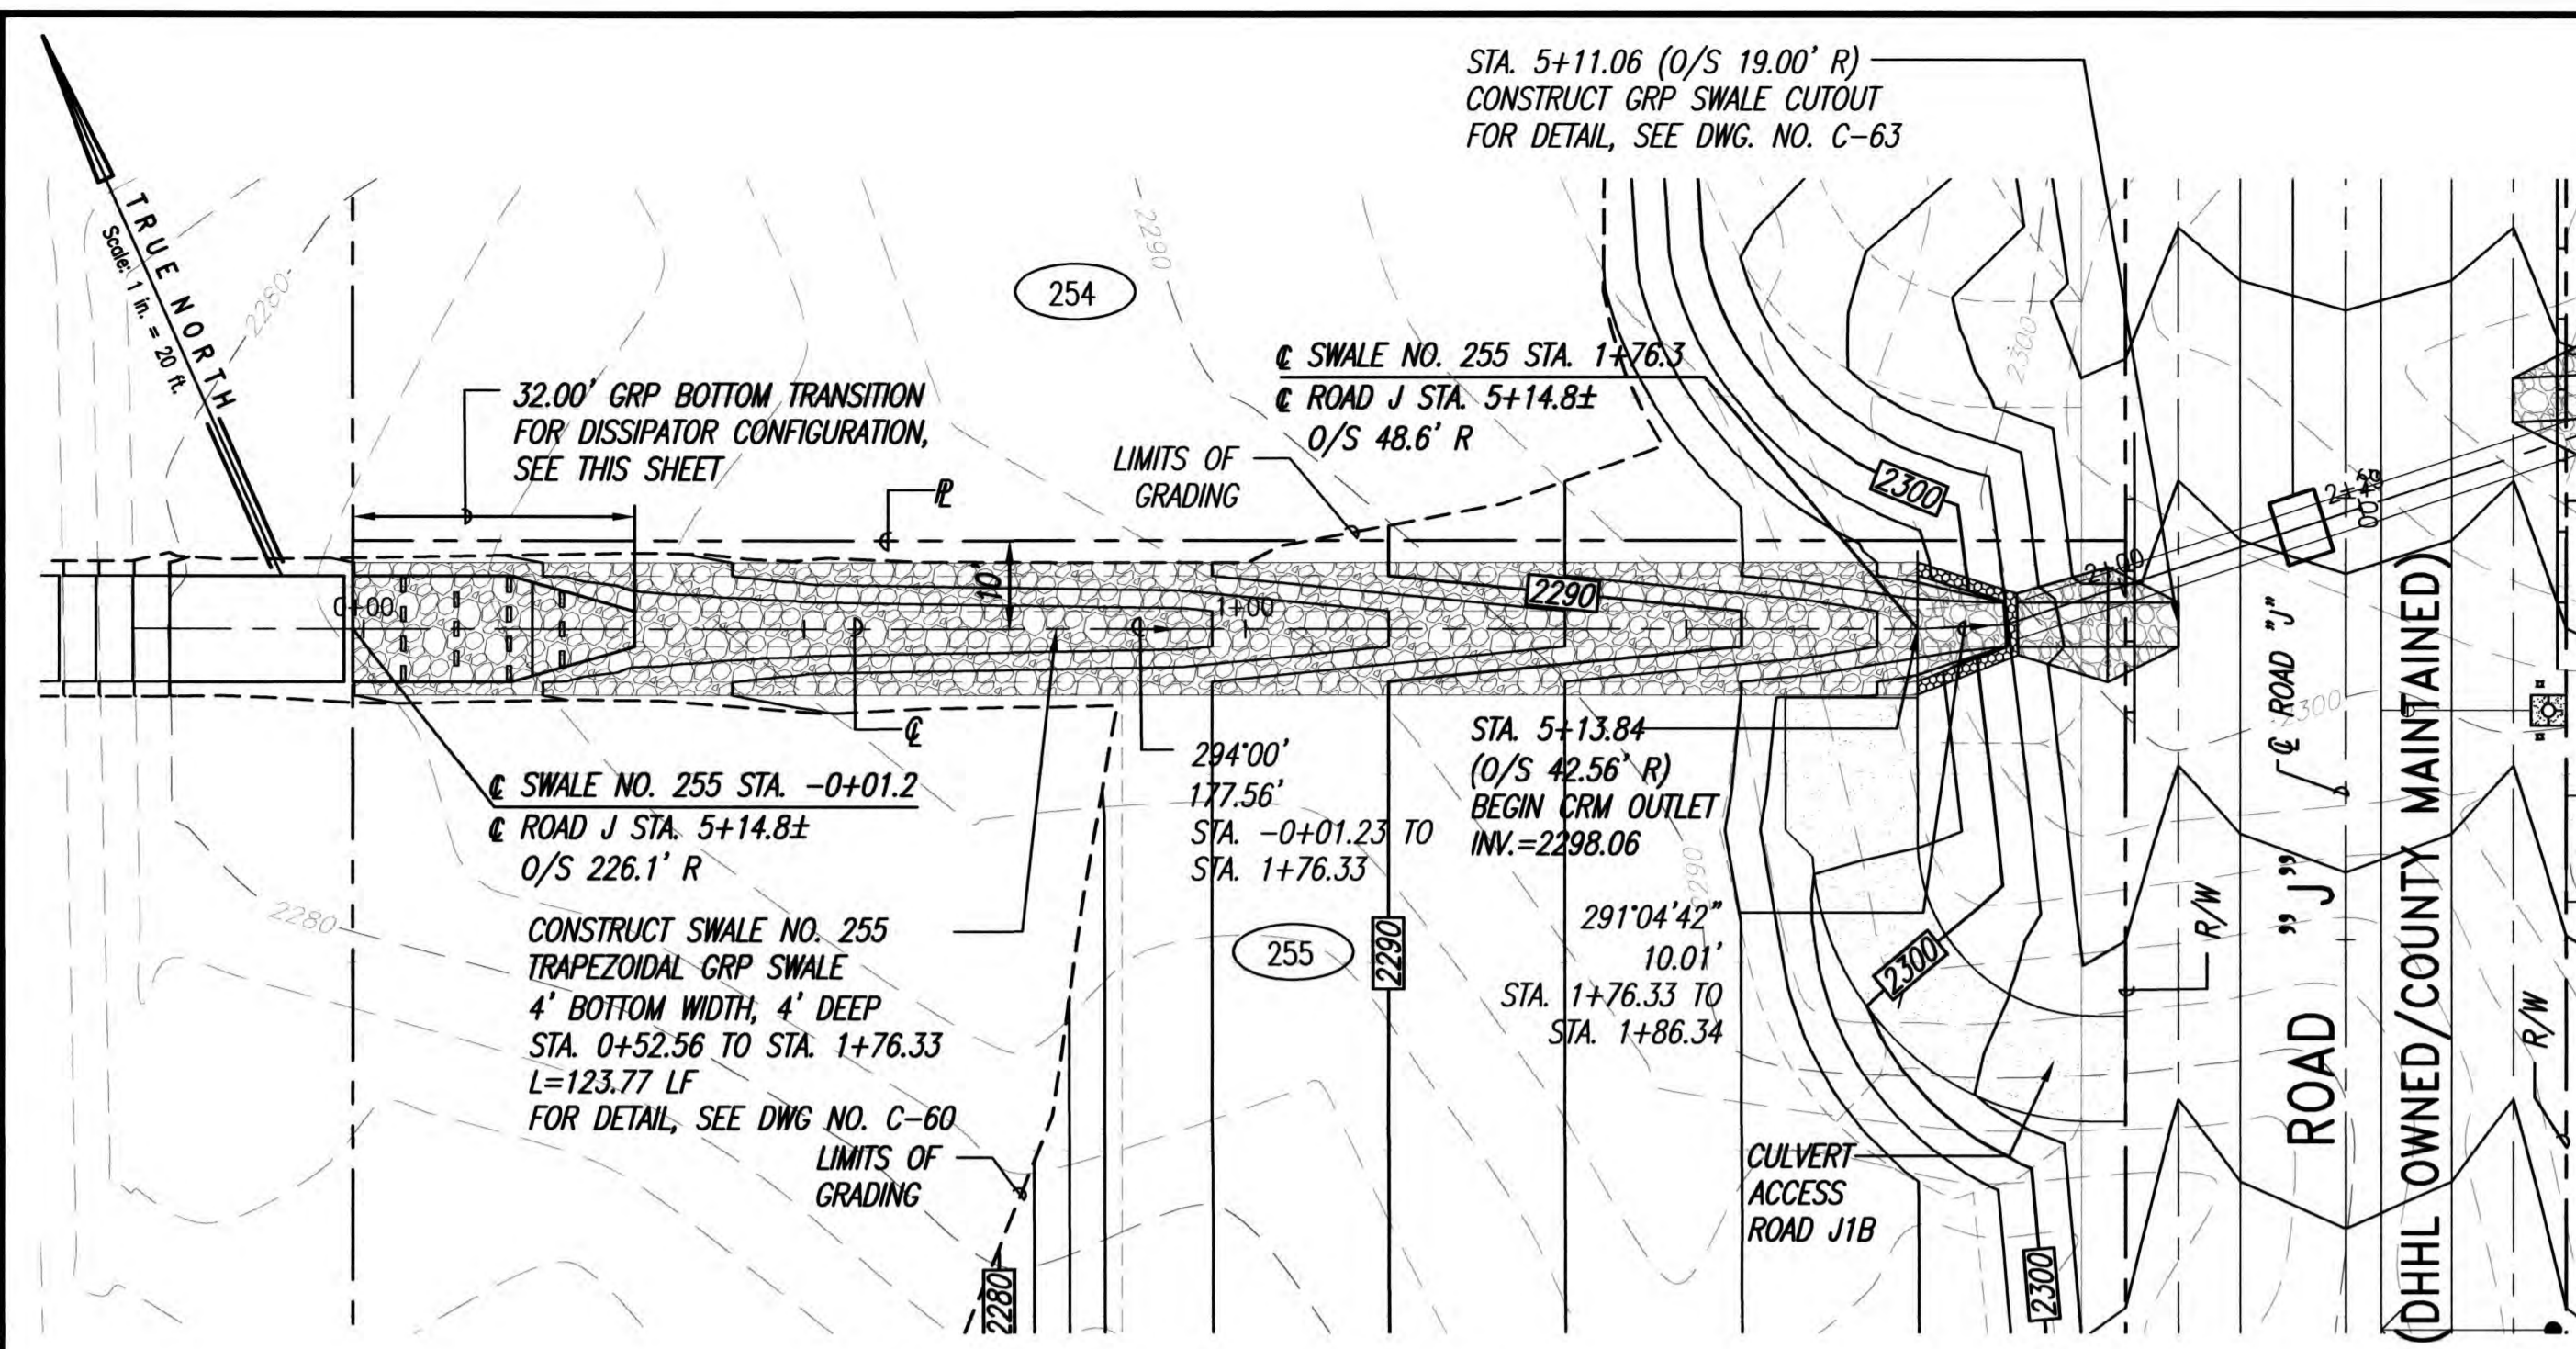 STA. 5+11.06 (O/S 19.00' R)
CONSTRUCT GRP SWALE CUTOUT
FOR DETAIL, SEE DWG. NO. C-63
TRUE NORTH
Scale: 1 in. = 20 ft.
2280
2290
254
2300
℄ SWALE NO. 255 STA. 1+76.3
℄ ROAD J STA. 5+14.8±
O/S 48.6' R
32.00' GRP BOTTOM TRANSITION
FOR DISSIPATOR CONFIGURATION,
SEE THIS SHEET
LIMITS OF
GRADING
PL
2300
10'
0+00
1+00
2290
2+00
2+49
00
℄
℄ SWALE NO. 255 STA. -0+01.2
℄ ROAD J STA. 5+14.8±
O/S 226.1' R
294°00'
177.56'
STA. -0+01.23 TO
STA. 1+76.33
STA. 5+13.84
(O/S 42.56' R)
BEGIN CRM OUTLET
INV.=2298.06
2290
2280
CONSTRUCT SWALE NO. 255
TRAPEZOIDAL GRP SWALE
4' BOTTOM WIDTH, 4' DEEP
STA. 0+52.56 TO STA. 1+76.33
L=123.77 LF
FOR DETAIL, SEE DWG NO. C-60
255
2290
291°04'42"
10.01'
STA. 1+76.33 TO
STA. 1+86.34
2300
LIMITS OF
GRADING
2280
CULVERT
ACCESS
ROAD J1B
2300
R/W
℄ ROAD "J"
2300
ROAD "J"
(DHHL OWNED/COUNTY MAINTAINED)
R/W